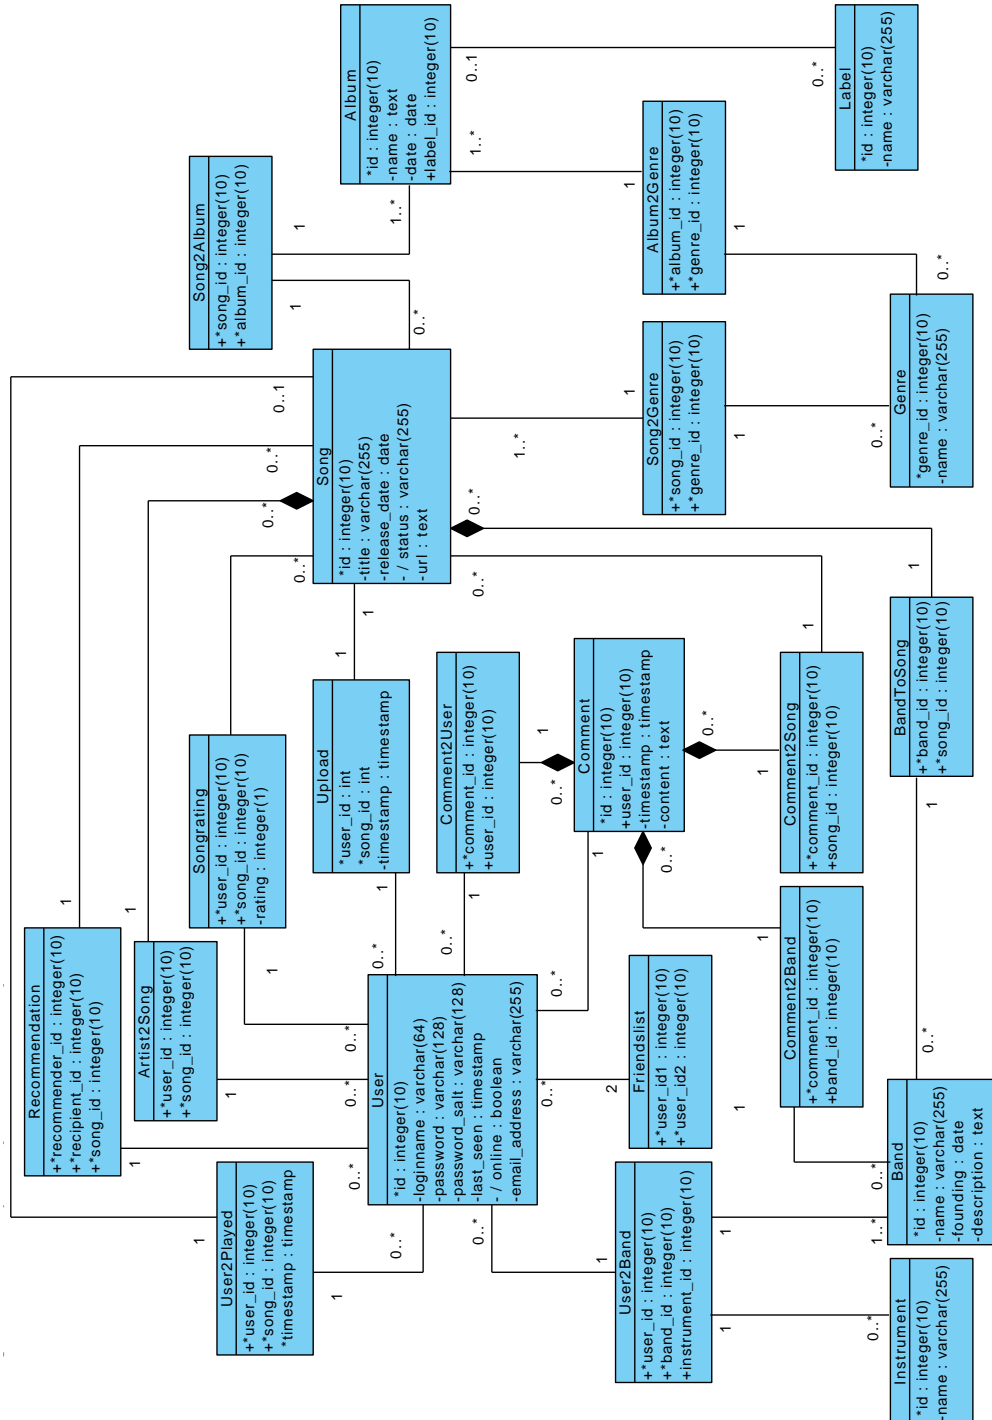 Album
*id : integer(10)
-name : text
-date : date
+label_id : integer(10)
0..1
0..*
Label
*id : integer(10)
-name : varchar(255)
1..*
1
Album2Genre
+*album_id : integer(10)
+*genre_id : integer(10)
1
0..*
Song2Album
+*song_id : integer(10)
+*album_id : integer(10)
1
1..*
1
0..*
Song
*id : integer(10)
-title : varchar(255)
-release_date : date
- / status : varchar(255)
-url : text
0..1
0..*
0..*
0..*
1
1..*
0..*
0..*
1
Song2Genre
+*song_id : integer(10)
+*genre_id : integer(10)
1
0..*
Genre
*genre_id : integer(10)
-name : varchar(255)
Songrating
+*user_id : integer(10)
+*song_id : integer(10)
-rating : integer(1)
1
0..*
Upload
*user_id : int
*song_id : int
-timestamp : timestamp
1
1
0..*
Comment2User
+*comment_id : integer(10)
+user_id : integer(10)
1
0..*
1
0..*
Comment
*id : integer(10)
+user_id : integer(10)
-timestamp : timestamp
-content : text
1
0..*
0..*
0..*
1
Comment2Song
+*comment_id : integer(10)
+song_id : integer(10)
1
1
BandToSong
+*band_id : integer(10)
+*song_id : integer(10)
1
0..*
Recommendation
+*recommender_id : integer(10)
+*recipient_id : integer(10)
+*song_id : integer(10)
1
1
0..*
Artist2Song
+*user_id : integer(10)
+*song_id : integer(10)
1
1
0..*
User
*id : integer(10)
-loginname : varchar(64)
-password : varchar(128)
-password_salt : varchar(128)
-last_seen : timestamp
- / online : boolean
-email_address : varchar(255)
0..*
2
Friendslist
+*user_id1 : integer(10)
+*user_id2 : integer(10)
Comment2Band
+*comment_id : integer(10)
+band_id : integer(10)
1
0..*
User2Played
+*user_id : integer(10)
+*song_id : integer(10)
*timestamp : timestamp
1
1
0..*
0..*
1
User2Band
+*user_id : integer(10)
+*band_id : integer(10)
+instrument_id : integer(10)
1
1..*
Band
*id : integer(10)
-name : varchar(255)
-founding : date
-description : text
1
0..*
Instrument
*id : integer(10)
-name : varchar(255)